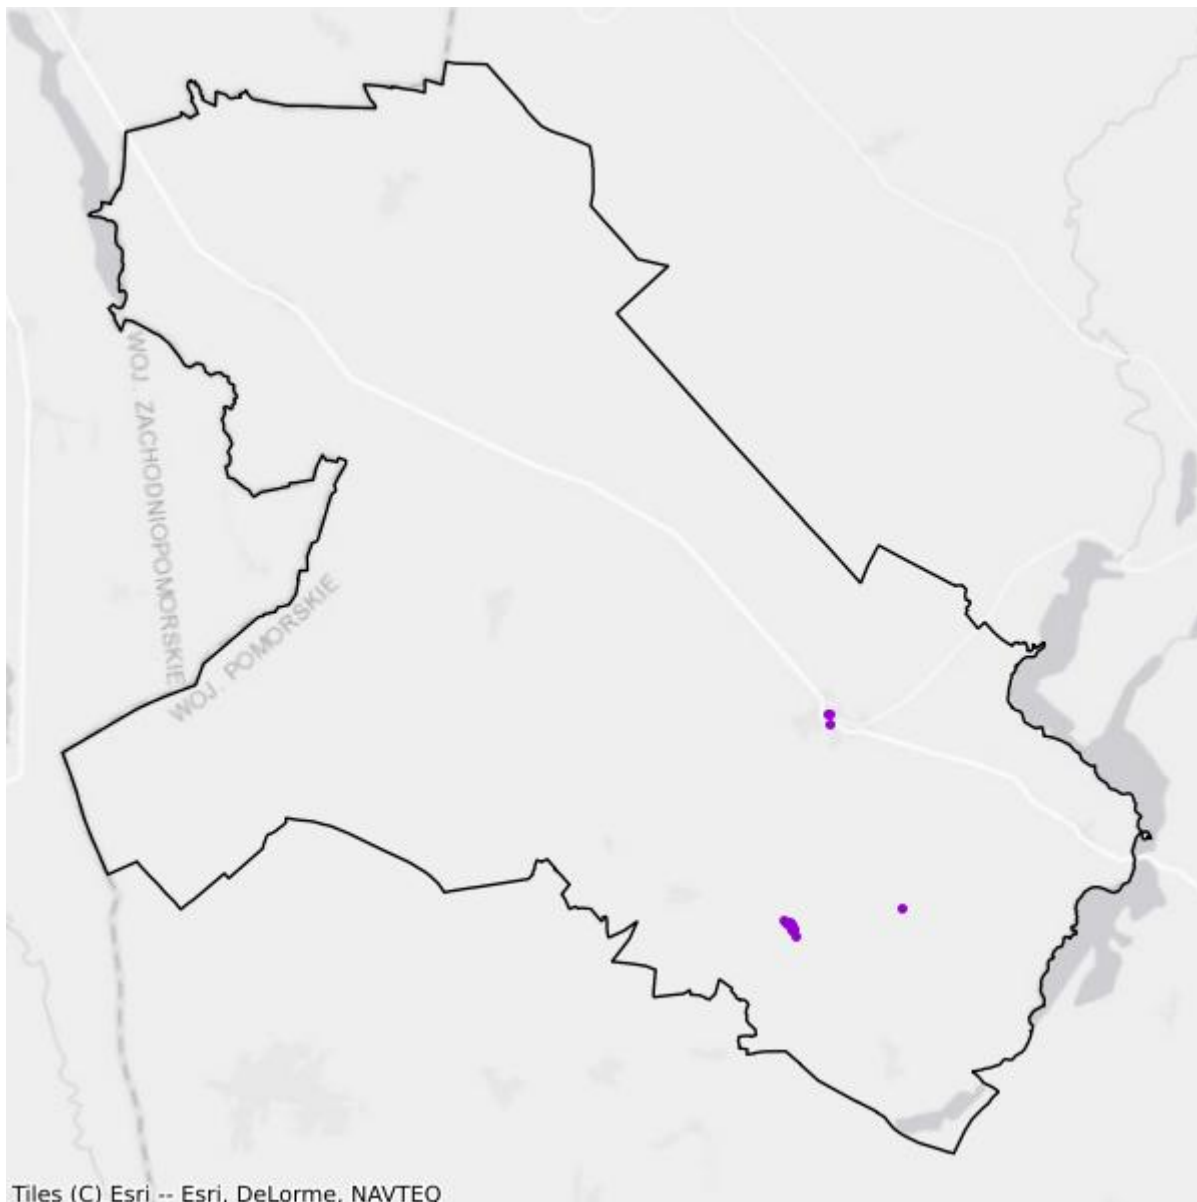 WOJ. ZACHODNIOPOMORSKIE
WOJ. POMORSKIE
Tiles (C) Esri -- Esri, DeLorme, NAVTEQ